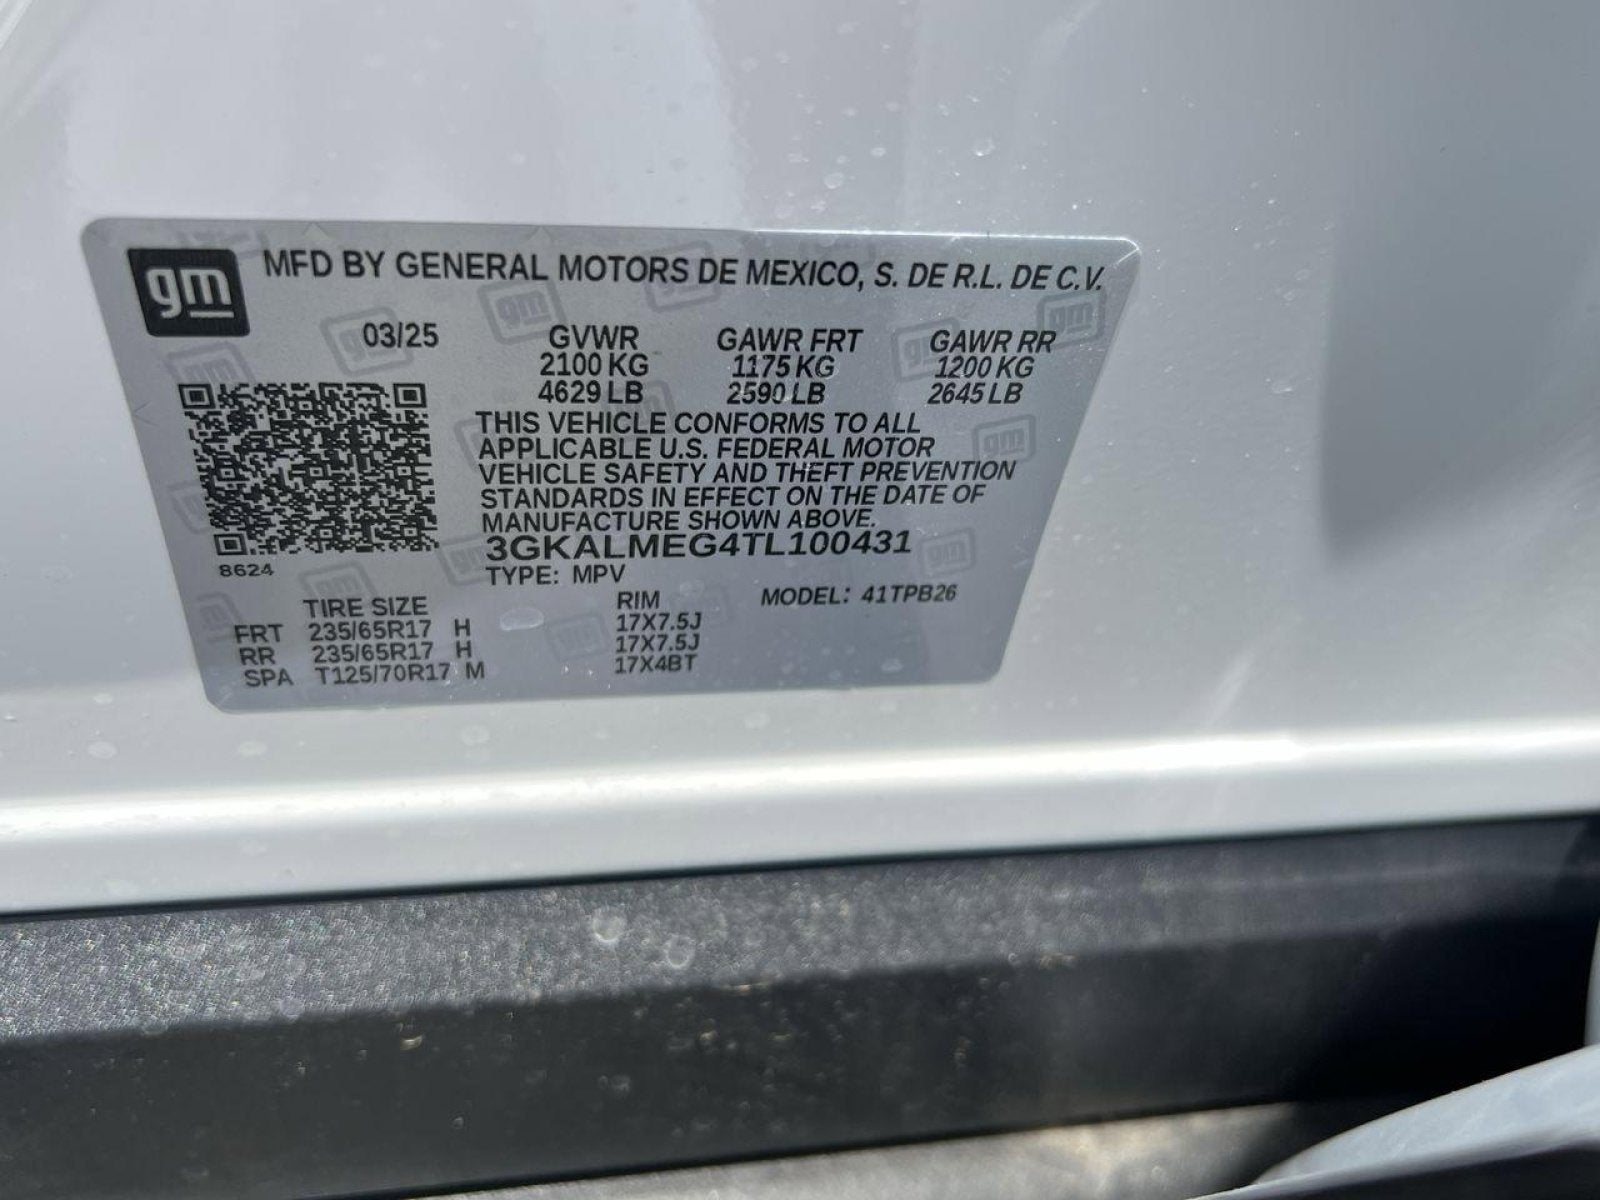 gm MFD BY GENERAL MOTORS DE MEXICO, S. DE R.L. DE C.V.
03/25 GVWR GAWR FRT GAWR RR
2100 KG 1175 KG 1200 KG
4629 LB 2590 LB 2645 LB
THIS VEHICLE CONFORMS TO ALL
APPLICABLE U.S. FEDERAL MOTOR
VEHICLE SAFETY AND THEFT PREVENTION
STANDARDS IN EFFECT ON THE DATE OF
MANUFACTURE SHOWN ABOVE.
3GKALMEG4TL100431
8624 TYPE: MPV MODEL: 41TPB26
TIRE SIZE RIM
FRT 235/65R17 H 17X7.5J
RR 235/65R17 H 17X7.5J
SPA T125/70R17 M 17X4BT